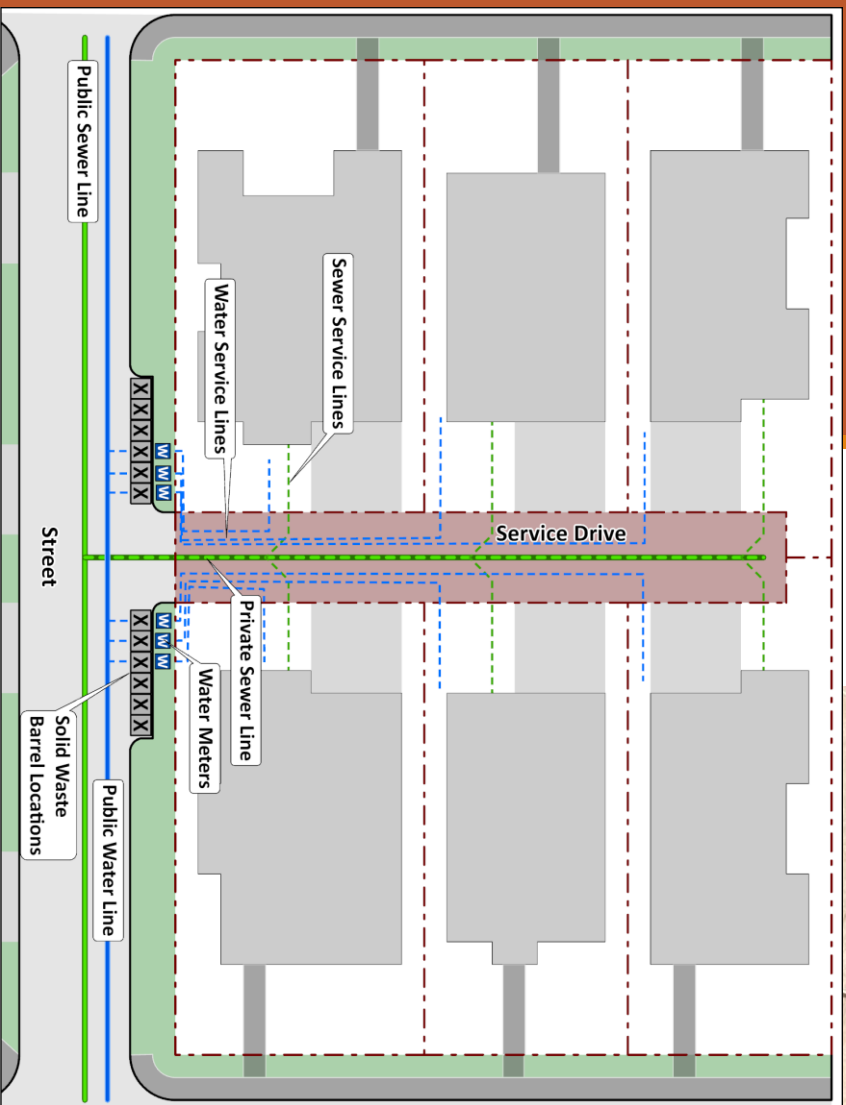 Public Sewer Line
Water Service Lines
Sewer Service Lines
X
X
X
X
X
X
W
W
W
Service Drive
Street
X
X
X
X
X
X
W
W
W
Private Sewer Line
Water Meters
Solid Waste
Barrel Locations
Public Water Line